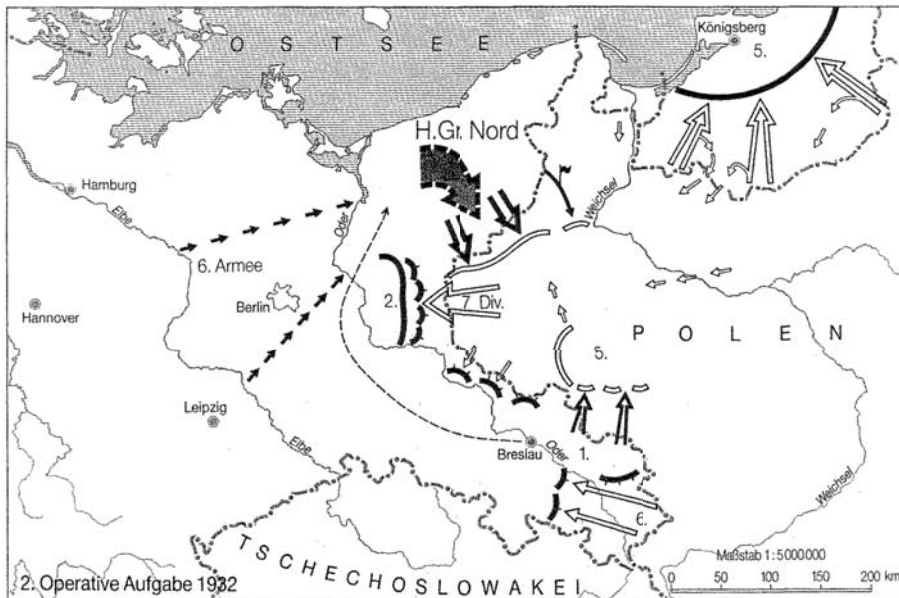 OSTSEE
Königsberg
5.
H.Gr. Nord
Hamburg
Elbe
Oder
Weichsel
6. Armee
Berlin
Hannover
2.
7. Div.
POLEN
5.
Leipzig
Elbe
Breslau
Oder
1.
6.
Weichsel
TSCHECHOSLOWAKEI
Maßstab 1:5000000
0 50 100 150 200 km
2. Operative Aufgabe 1932